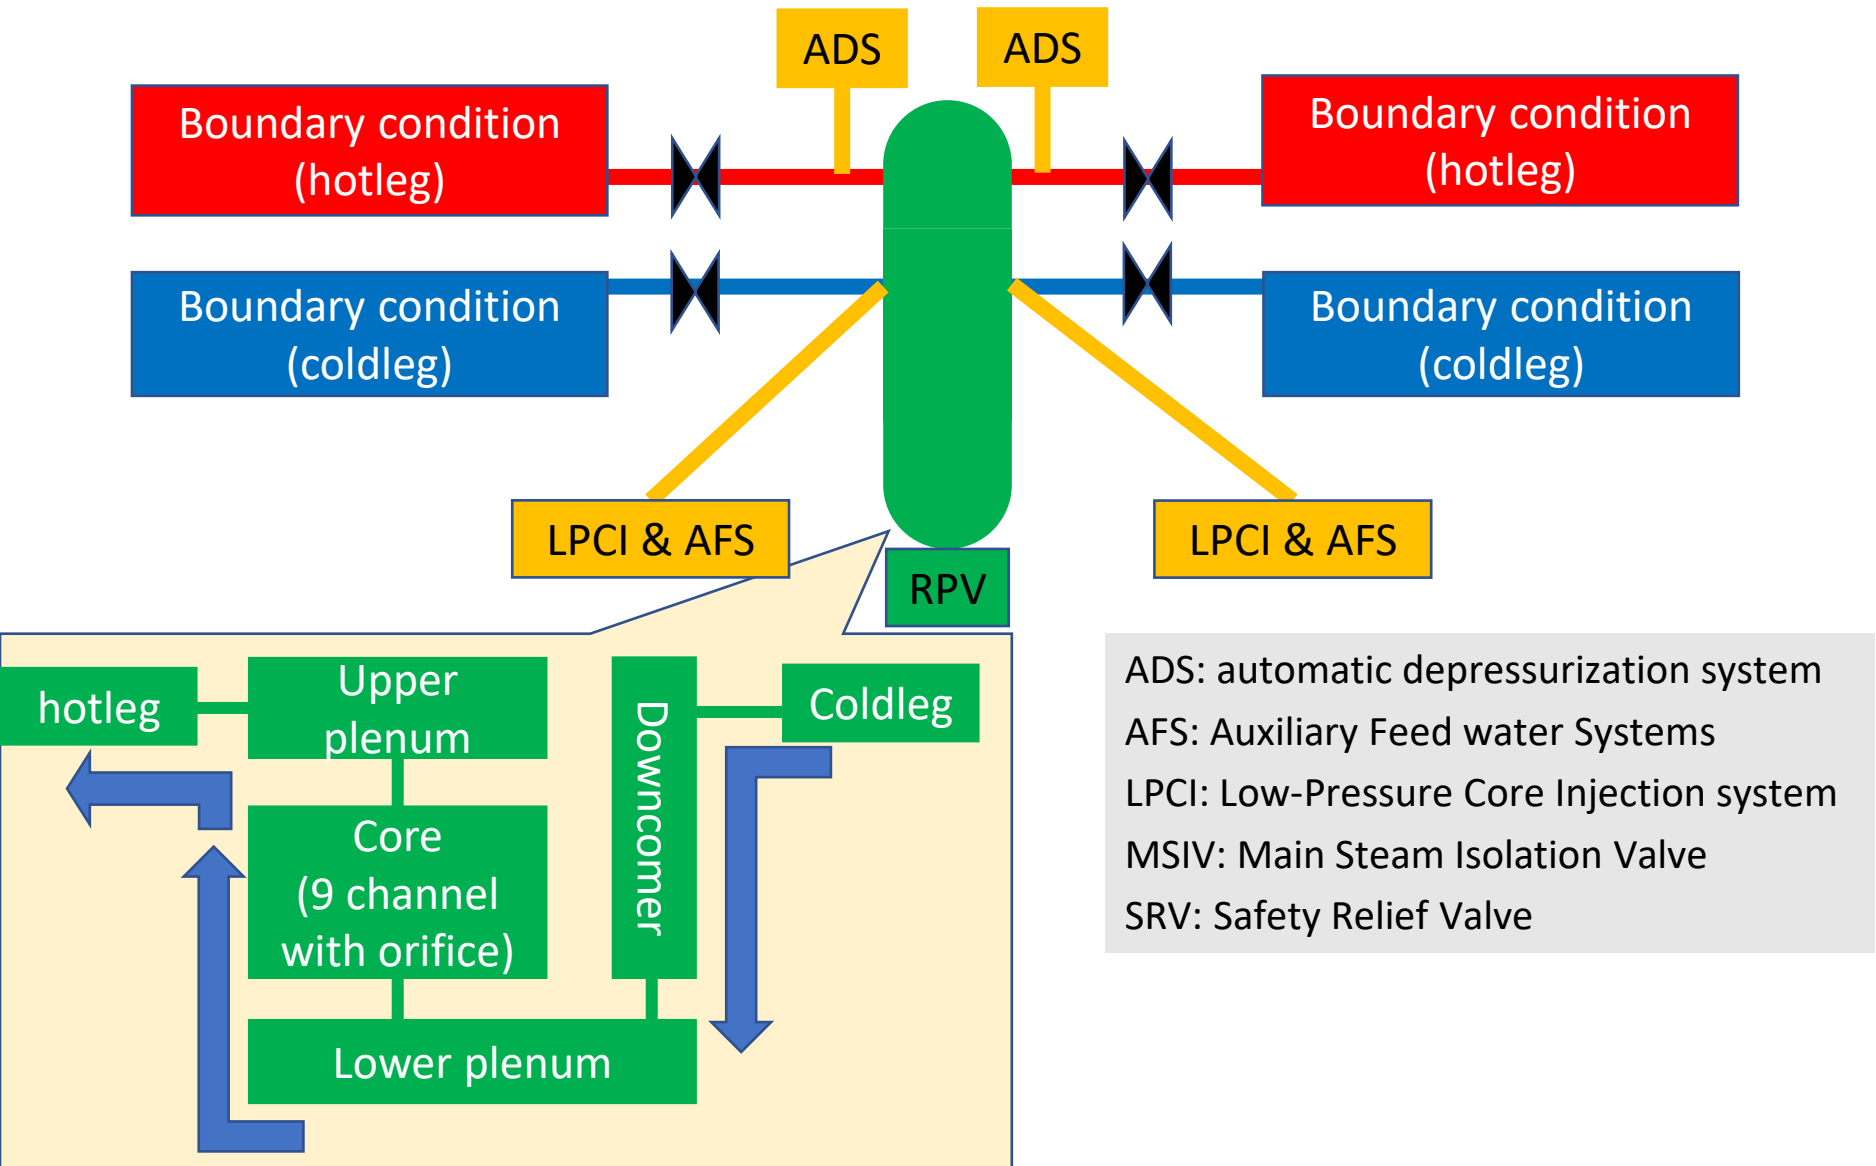 ADS
ADS
Boundary condition
(hotleg)
Boundary condition
(hotleg)
Boundary condition
(coldleg)
Boundary condition
(coldleg)
LPCI & AFS
LPCI & AFS
RPV
hotleg
Upper
plenum
Downcomer
Coldleg
Core
(9 channel
with orifice)
Lower plenum
ADS: automatic depressurization system
AFS: Auxiliary Feed water Systems
LPCI: Low-Pressure Core Injection system
MSIV: Main Steam Isolation Valve
SRV: Safety Relief Valve